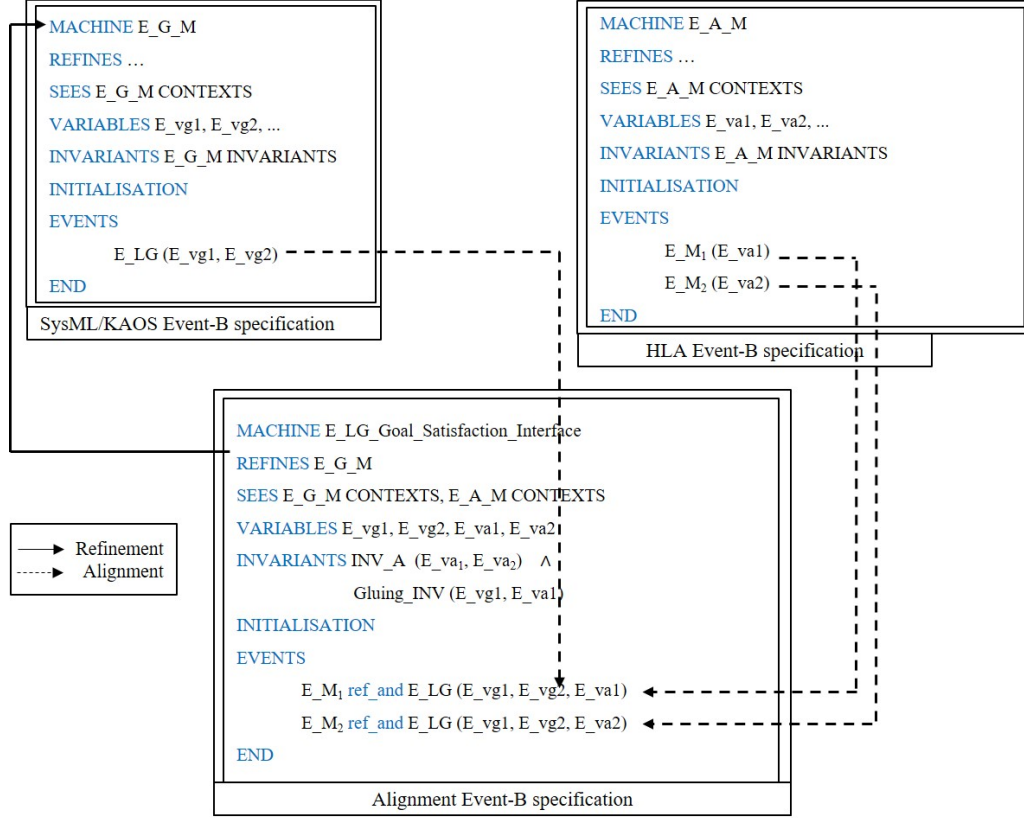 MACHINE E_G_M
REFINES …
SEES E_G_M CONTEXTS
VARIABLES E_vg1, E_vg2, ...
INVARIANTS E_G_M INVARIANTS
INITIALISATION
EVENTS
E_LG (E_vg1, E_vg2)
END
SysML/KAOS Event-B specification
MACHINE E_A_M
REFINES …
SEES E_A_M CONTEXTS
VARIABLES E_va1, E_va2, ...
INVARIANTS E_A_M INVARIANTS
INITIALISATION
EVENTS
E_M₁ (E_va1)
E_M₂ (E_va2)
END
HLA Event-B specification
MACHINE E_LG_Goal_Satisfaction_Interface
REFINES E_G_M
SEES E_G_M CONTEXTS, E_A_M CONTEXTS
VARIABLES E_vg1, E_vg2, E_va1, E_va2
INVARIANTS INV_A (E_va₁, E_va₂) ∧
Gluing_INV (E_vg1, E_va1)
INITIALISATION
EVENTS
E_M₁ ref_and E_LG (E_vg1, E_vg2, E_va1)
E_M₂ ref_and E_LG (E_vg1, E_vg2, E_va2)
END
Alignment Event-B specification
Refinement
Alignment